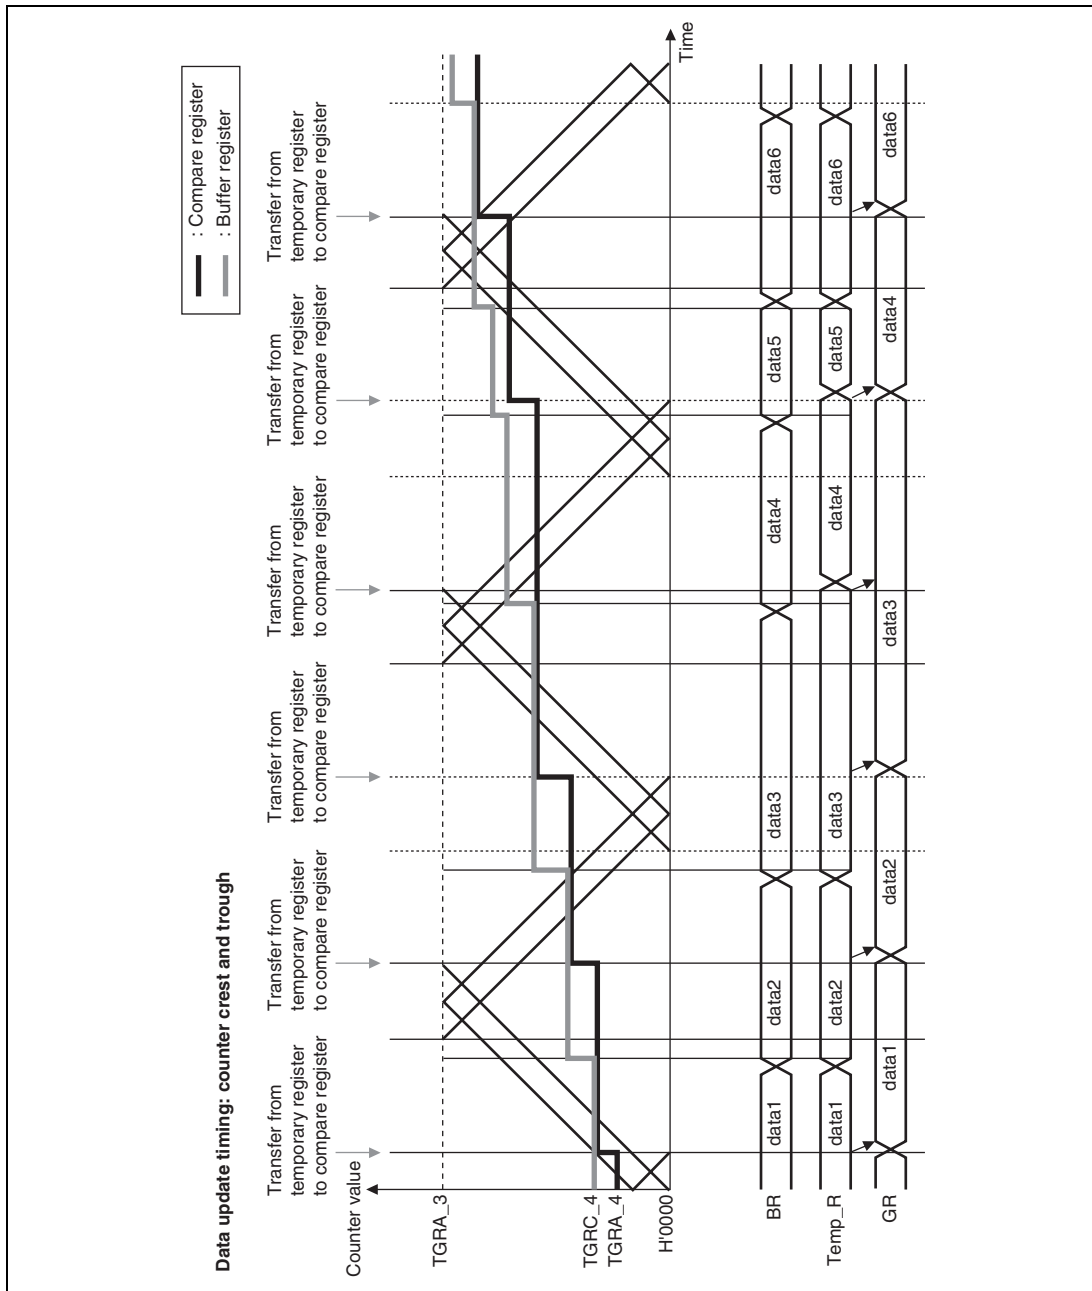 Data update timing: counter crest and trough
: Compare register
: Buffer register
Transfer from
temporary register
to compare register
Transfer from
temporary register
to compare register
Transfer from
temporary register
to compare register
Transfer from
temporary register
to compare register
Transfer from
temporary register
to compare register
Transfer from
temporary register
to compare register
Counter value
TGRA_3
TGRC_4
TGRA_4
H'0000
Time
BR
data1
data2
data3
data4
data5
data6
Temp_R
data1
data2
data3
data4
data5
data6
GR
data1
data2
data3
data4
data6